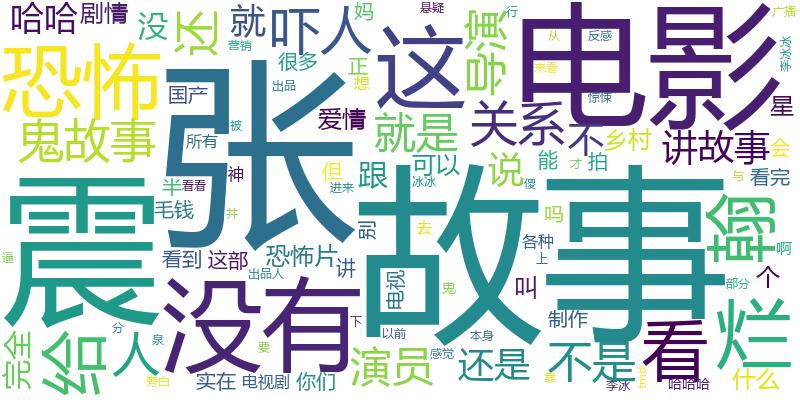 哈哈
剧情
没
还
就
吓人
妈
很多
正
想
悬疑
行
营销
导演
电影
从
反感
来看
广播
李冰冰
恐怖
国产
出品
所有
被
爱情
这
就是
关系
惊悚
不
乡村
星
讲故事
会
鬼故事
张
但
跟
可以
说
能
才
拍
看完
半
看看
神
进来
冰冰
傻
与
毛钱
井
别
去
吗
各种
上
翰
啊
震
故事
逼
看到
这部
恐怖片
讲
出品人
电视
鬼
叫
个
部分
没有
制作
看
烂
完全
给
分
泉
人
下
以前
本身
要
演员
感觉
还是
不是
旁白
实在
电视剧
你们
李冰
靠
哈哈哈
什么